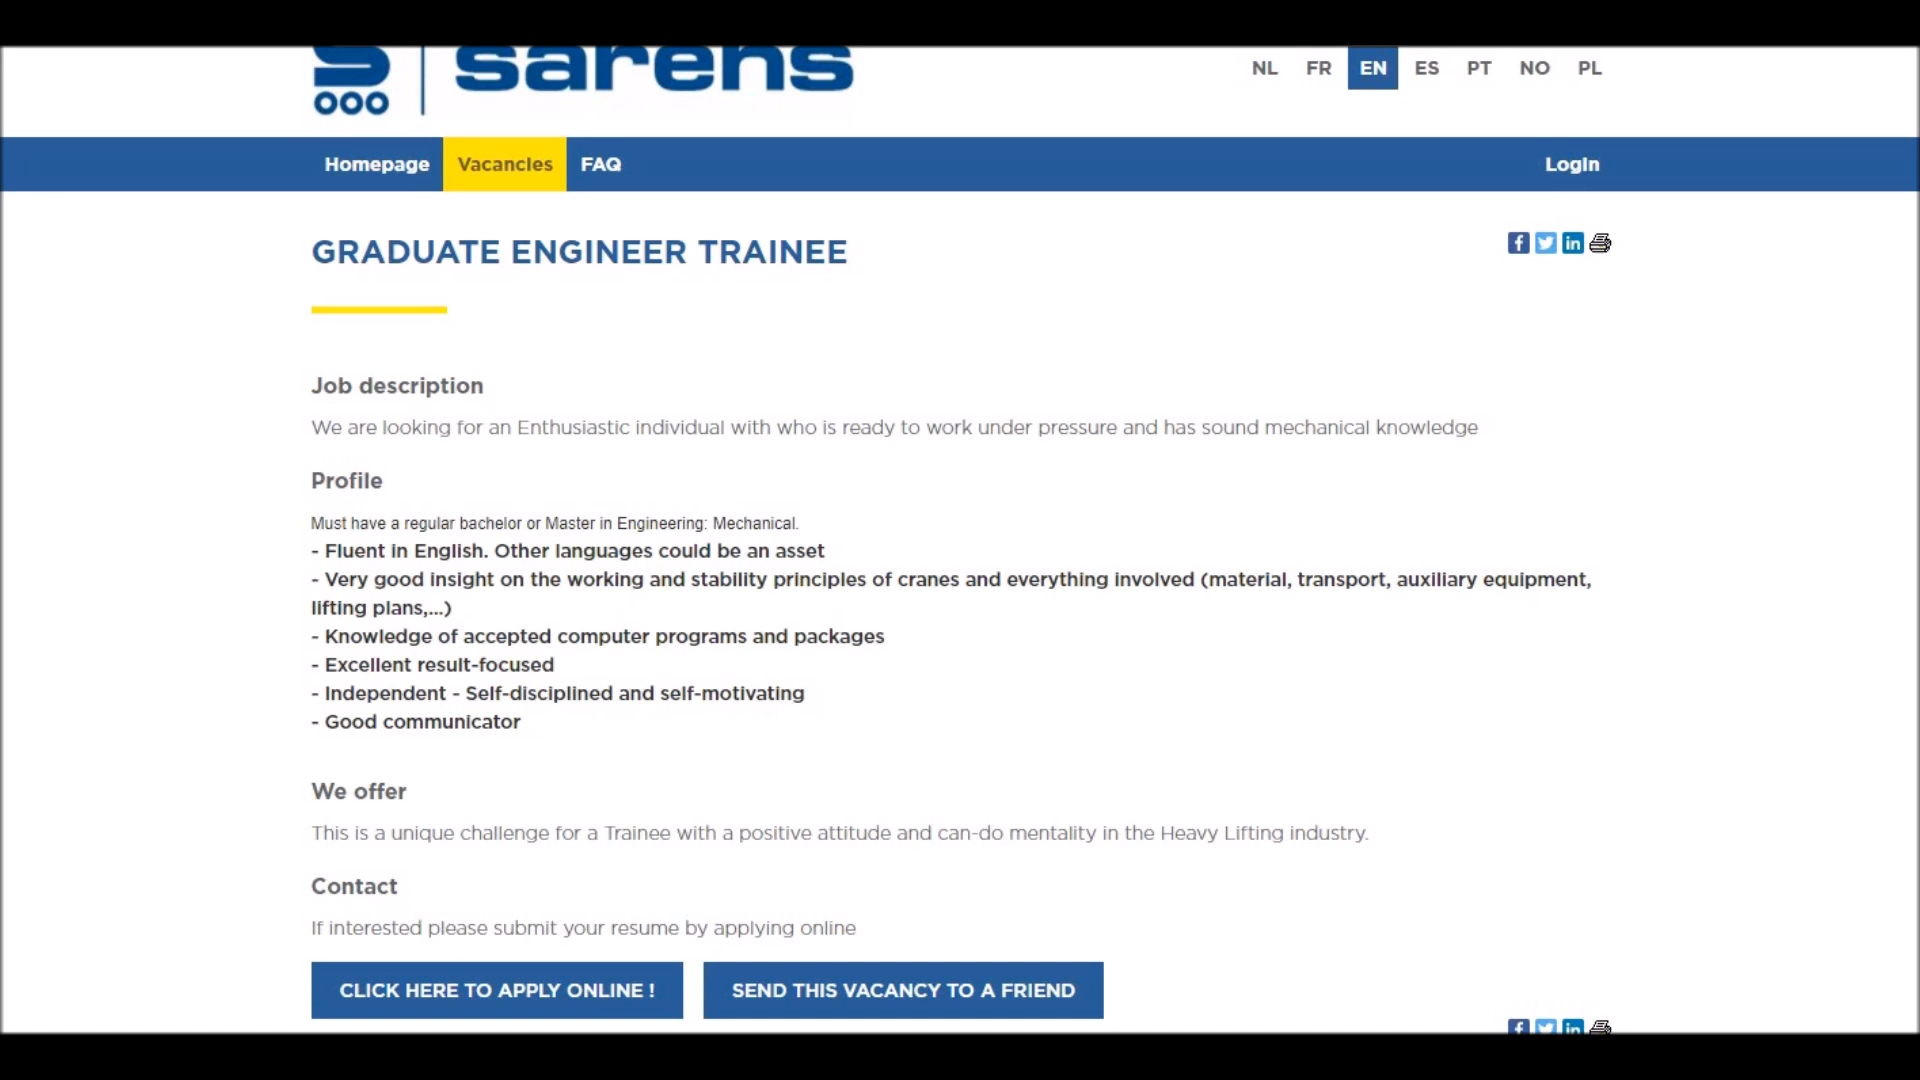 sarens
NL FR EN ES PT NO PL
Homepage Vacancies FAQ Login
GRADUATE ENGINEER TRAINEE
Job description
We are looking for an Enthusiastic individual with who is ready to work under pressure and has sound mechanical knowledge
Profile
Must have a regular bachelor or Master in Engineering: Mechanical.
- Fluent in English. Other languages could be an asset
- Very good insight on the working and stability principles of cranes and everything involved (material, transport, auxiliary equipment,
lifting plans,...)
- Knowledge of accepted computer programs and packages
- Excellent result-focused
- Independent - Self-disciplined and self-motivating
- Good communicator
We offer
This is a unique challenge for a Trainee with a positive attitude and can-do mentality in the Heavy Lifting industry.
Contact
If interested please submit your resume by applying online
CLICK HERE TO APPLY ONLINE ! SEND THIS VACANCY TO A FRIEND